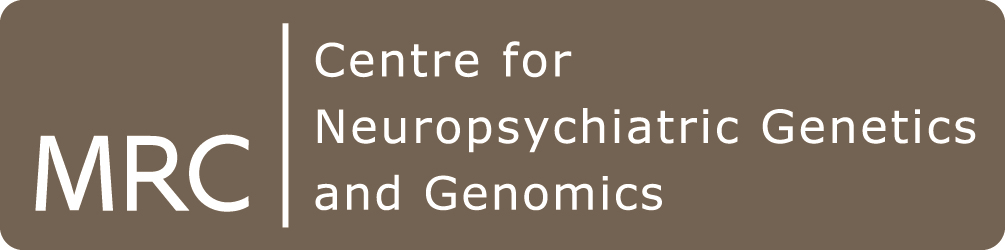 MRC
Centre for
Neuropsychiatric Genetics
and Genomics